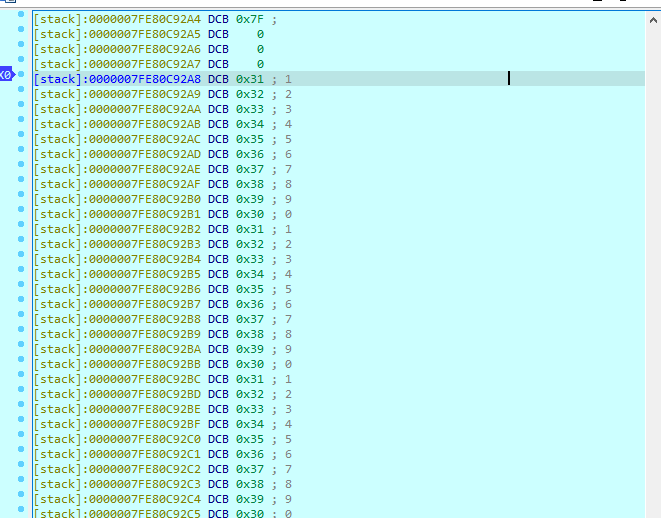 [stack]:0000007FE80C92A4 DCB 0x7F ;
[stack]:0000007FE80C92A5 DCB    0
[stack]:0000007FE80C92A6 DCB    0
[stack]:0000007FE80C92A7 DCB    0
X0 [stack]:0000007FE80C92A8 DCB 0x31 ; 1
[stack]:0000007FE80C92A9 DCB 0x32 ; 2
[stack]:0000007FE80C92AA DCB 0x33 ; 3
[stack]:0000007FE80C92AB DCB 0x34 ; 4
[stack]:0000007FE80C92AC DCB 0x35 ; 5
[stack]:0000007FE80C92AD DCB 0x36 ; 6
[stack]:0000007FE80C92AE DCB 0x37 ; 7
[stack]:0000007FE80C92AF DCB 0x38 ; 8
[stack]:0000007FE80C92B0 DCB 0x39 ; 9
[stack]:0000007FE80C92B1 DCB 0x30 ; 0
[stack]:0000007FE80C92B2 DCB 0x31 ; 1
[stack]:0000007FE80C92B3 DCB 0x32 ; 2
[stack]:0000007FE80C92B4 DCB 0x33 ; 3
[stack]:0000007FE80C92B5 DCB 0x34 ; 4
[stack]:0000007FE80C92B6 DCB 0x35 ; 5
[stack]:0000007FE80C92B7 DCB 0x36 ; 6
[stack]:0000007FE80C92B8 DCB 0x37 ; 7
[stack]:0000007FE80C92B9 DCB 0x38 ; 8
[stack]:0000007FE80C92BA DCB 0x39 ; 9
[stack]:0000007FE80C92BB DCB 0x30 ; 0
[stack]:0000007FE80C92BC DCB 0x31 ; 1
[stack]:0000007FE80C92BD DCB 0x32 ; 2
[stack]:0000007FE80C92BE DCB 0x33 ; 3
[stack]:0000007FE80C92BF DCB 0x34 ; 4
[stack]:0000007FE80C92C0 DCB 0x35 ; 5
[stack]:0000007FE80C92C1 DCB 0x36 ; 6
[stack]:0000007FE80C92C2 DCB 0x37 ; 7
[stack]:0000007FE80C92C3 DCB 0x38 ; 8
[stack]:0000007FE80C92C4 DCB 0x39 ; 9
[stack]:0000007FE80C92C5 DCB 0x30 ; 0